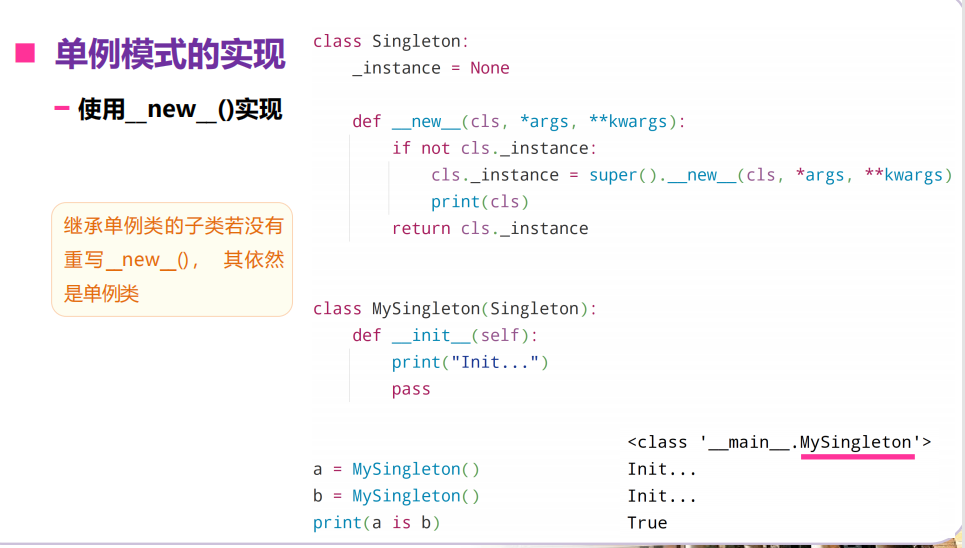 单例模式的实现
使用__new__()实现
继承单例类的子类若没有
重写__new__()， 其依然
是单例类
class Singleton:
    _instance = None

    def __new__(cls, *args, **kwargs):
        if not cls._instance:
            cls._instance = super().__new__(cls, *args, **kwargs)
            print(cls)
        return cls._instance

class MySingleton(Singleton):
    def __init__(self):
        print("Init...")
        pass

a = MySingleton()
b = MySingleton()
print(a is b)
<class '__main__.MySingleton'>
Init...
Init...
True